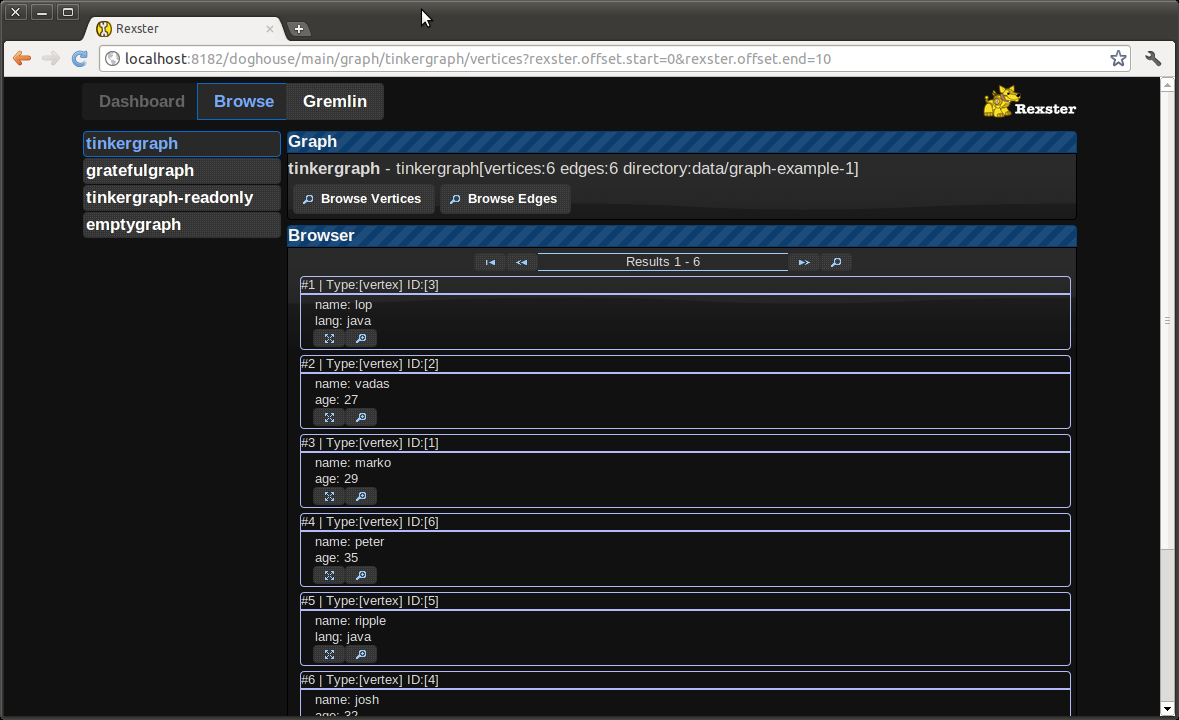 Rexster
localhost:8182/doghouse/main/graph/tinkergraph/vertices?rexster.offset.start=0&rexster.offset.end=10
Dashboard Browse Gremlin
Rexster
tinkergraph
gratefulgraph
tinkergraph-readonly
emptygraph
Graph
tinkergraph - tinkergraph[vertices:6 edges:6 directory:data/graph-example-1]
Browse Vertices Browse Edges
Browser
Results 1 - 6
#1 | Type:[vertex] ID:[3]
name: lop
lang: java
#2 | Type:[vertex] ID:[2]
name: vadas
age: 27
#3 | Type:[vertex] ID:[1]
name: marko
age: 29
#4 | Type:[vertex] ID:[6]
name: peter
age: 35
#5 | Type:[vertex] ID:[5]
name: ripple
lang: java
#6 | Type:[vertex] ID:[4]
name: josh
age: 32